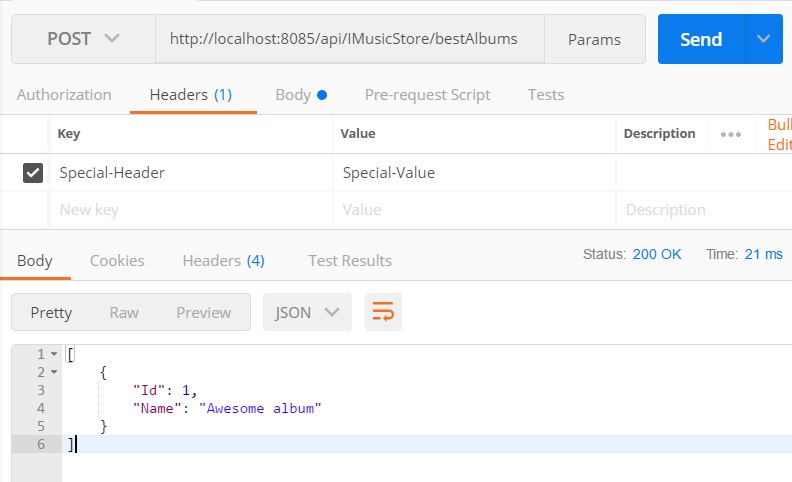 POST http://localhost:8085/api/IMusicStore/bestAlbums Params Send
Authorization Headers (1) Body Pre-request Script Tests
Key Value Description ••• Bull
Edit
Special-Header Special-Value
New key Value Description
Body Cookies Headers (4) Test Results Status: 200 OK Time: 21 ms
Pretty Raw Preview JSON
1 [
2 {
3 "Id": 1,
4 "Name": "Awesome album"
5 }
6 ]